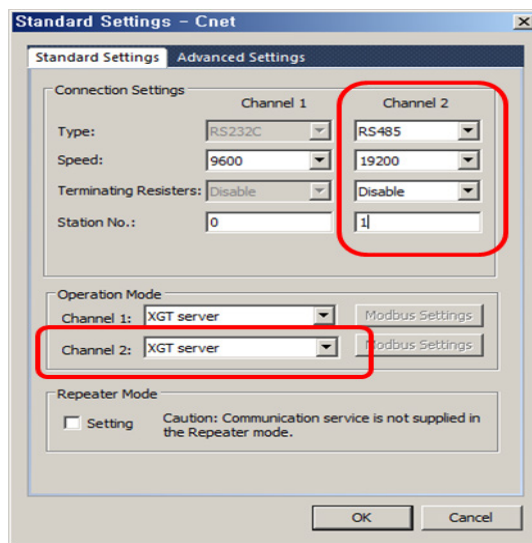 Standard Settings – Cnet
Standard Settings Advanced Settings
Connection Settings
Channel 1 Channel 2
Type: RS232C RS485
Speed: 9600 19200
Terminating Resisters: Disable Disable
Station No.: 0 1
Operation Mode
Channel 1: XGT server Modbus Settings
Channel 2: XGT server Modbus Settings
Repeater Mode
Setting Caution: Communication service is not supplied in
the Repeater mode.
OK Cancel